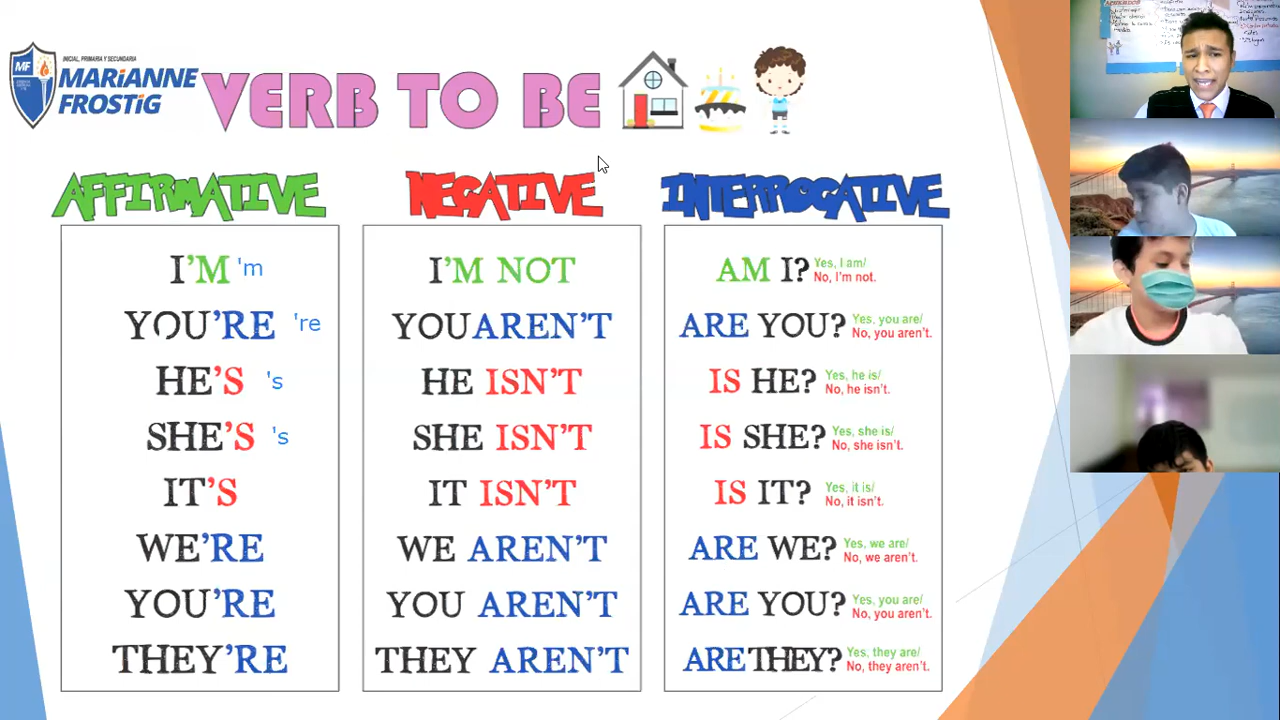 INICIAL, PRIMARIA Y SECUNDARIA
MF
MARiANNE
FROSTiG
VERB TO BE
AFFIRMATIVE
I'M 'm
YOU'RE 're
HE'S 's
SHE'S 's
IT'S
WE'RE
YOU'RE
THEY'RE
NEGATIVE
I'M NOT
YOU AREN'T
HE ISN'T
SHE ISN'T
IT ISN'T
WE AREN'T
YOU AREN'T
THEY AREN'T
INTERROGATIVE
AM I? Yes, I am/
No, I'm not.
ARE YOU? Yes, you are/
No, you aren't.
IS HE? Yes, he is/
No, he isn't.
IS SHE? Yes, she is/
No, she isn't.
IS IT? Yes, it is/
No, it isn't.
ARE WE? Yes, we are/
No, we aren't.
ARE YOU? Yes, you are/
No, you aren't.
ARE THEY? Yes, they are/
No, they aren't.